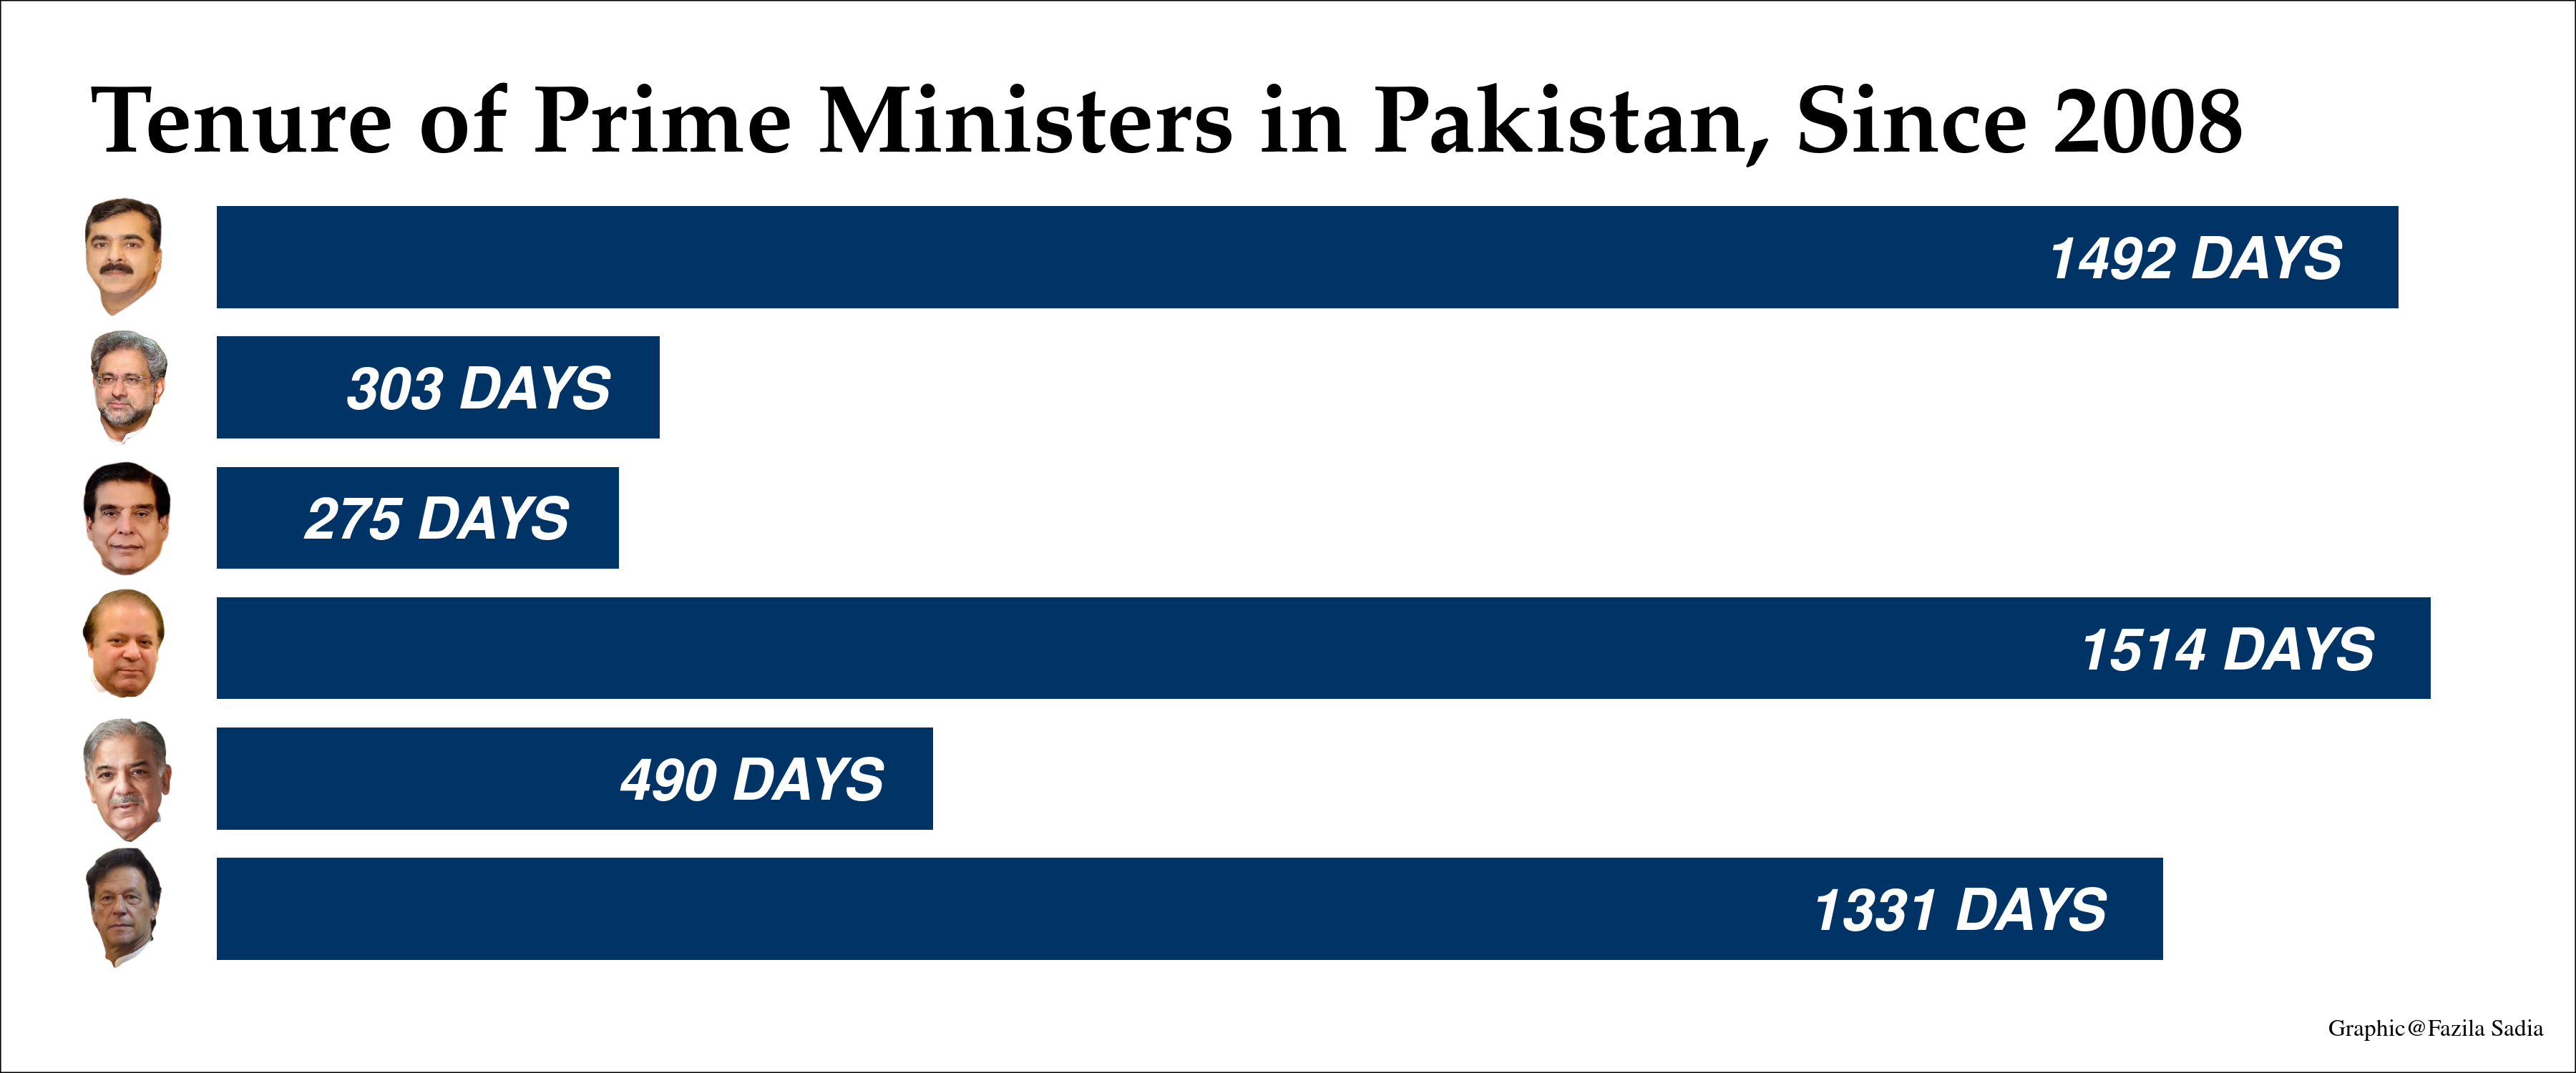 Tenure of Prime Ministers in Pakistan, Since 2008
1492 DAYS
303 DAYS
275 DAYS
1514 DAYS
490 DAYS
1331 DAYS
Graphic@Fazila Sadia